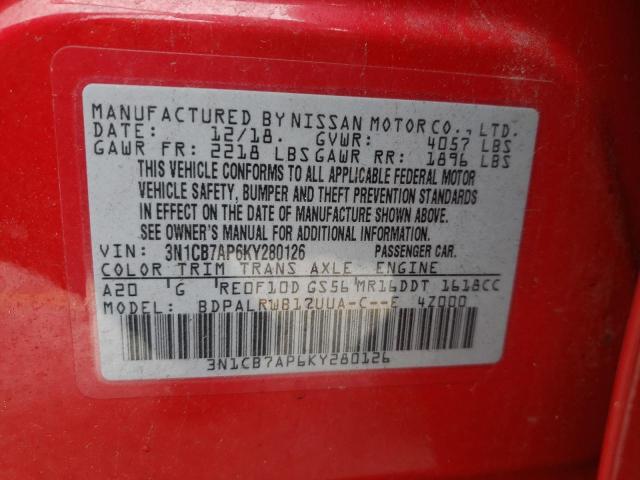 MANUFACTURED BY NISSAN MOTOR CO., LTD.
DATE: 12/18. GVWR: 4057 LBS
GAWR FR: 2218 LBS GAWR RR: 1896 LBS
THIS VEHICLE CONFORMS TO ALL APPLICABLE FEDERAL MOTOR
VEHICLE SAFETY, BUMPER AND THEFT PREVENTION STANDARDS
IN EFFECT ON THE DATE OF MANUFACTURE SHOWN ABOVE.
SEE OWNER'S MANUAL FOR ADDITIONAL INFORMATION.
VIN: 3N1CB7AP6KY280126 PASSENGER CAR.
COLOR TRIM TRANS AXLE ENGINE
A20 G RE0F10D GS56 MR16DDT 1618CC
MODEL: BDPALRWB17UUA-C--E 4Z000
3N1CB7AP6KY280126